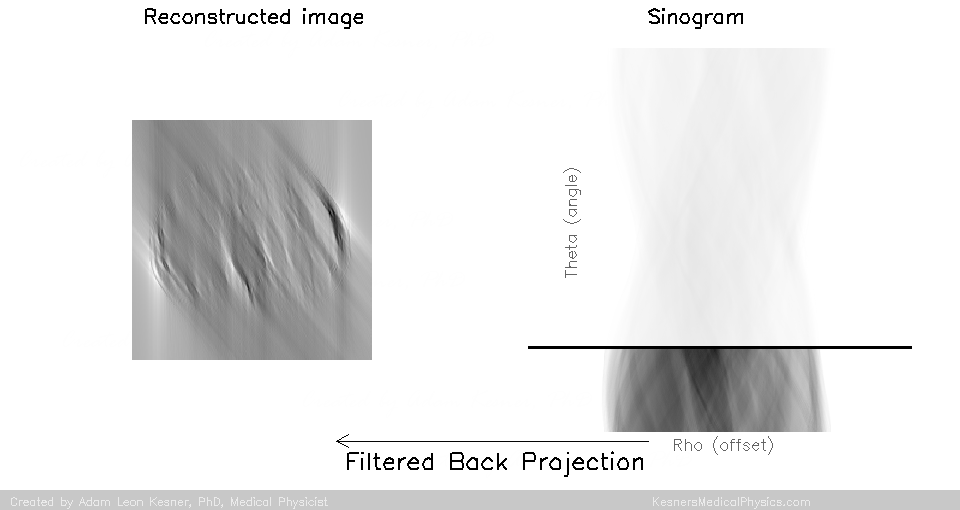 Reconstructed image
Sinogram
Theta (angle)
Rho (offset)
Filtered Back Projection
Created by Adam Leon Kesner, PhD, Medical Physicist
KesnersMedicalPhysics.com